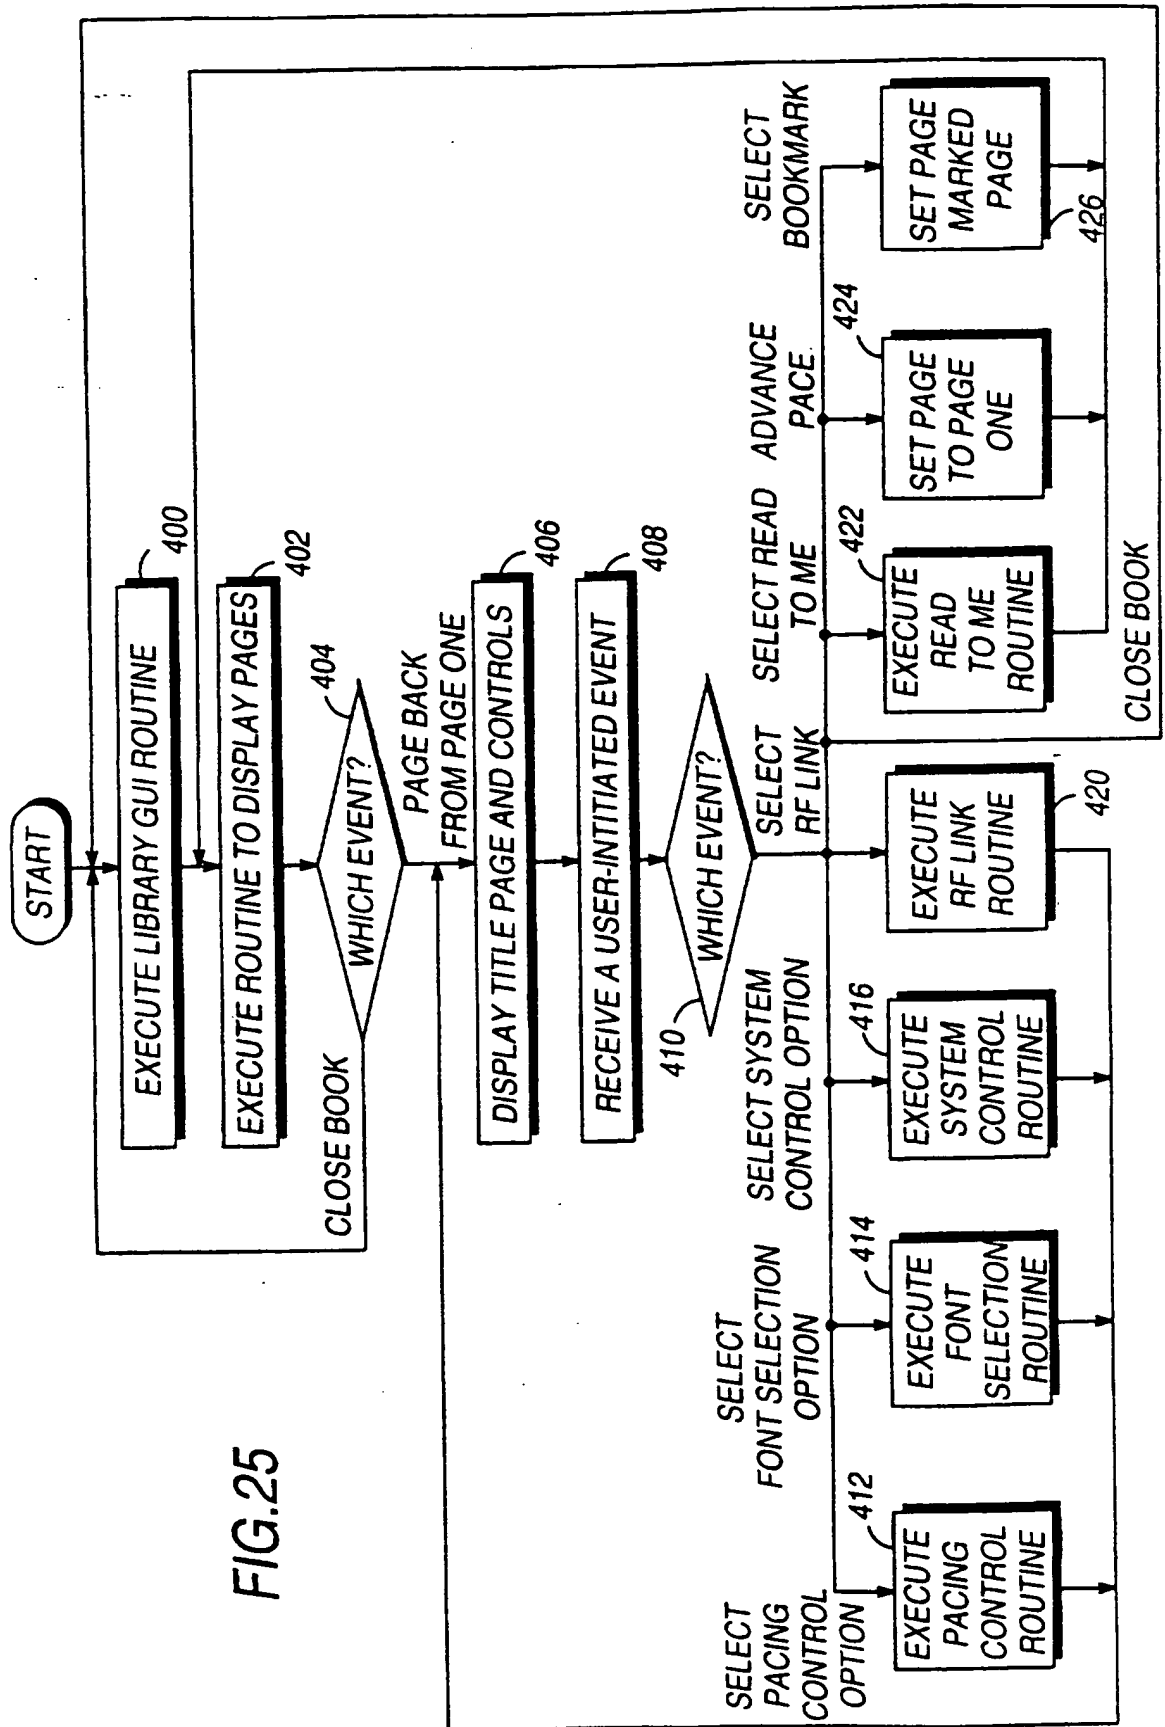 FIG.25
START
EXECUTE LIBRARY GUI ROUTINE
400
EXECUTE ROUTINE TO DISPLAY PAGES
402
WHICH EVENT?
404
CLOSE BOOK
PAGE BACK
FROM PAGE ONE
DISPLAY TITLE PAGE AND CONTROLS
406
RECEIVE A USER-INTITIATED EVENT
408
WHICH EVENT?
410
SELECT
PACING
CONTROL
OPTION
412
EXECUTE
PACING
CONTROL
ROUTINE
SELECT
FONT SELECTION
OPTION
414
EXECUTE
FONT
SELECTION
ROUTINE
SELECT SYSTEM
CONTROL OPTION
416
EXECUTE
SYSTEM
CONTROL
ROUTINE
SELECT
RF LINK
EXECUTE
RF LINK
ROUTINE
420
SELECT READ
TO ME
422
EXECUTE
READ
TO ME
ROUTINE
ADVANCE
PACE
424
SET PAGE
TO PAGE
ONE
SELECT
BOOKMARK
SET PAGE
MARKED
PAGE
426
CLOSE BOOK